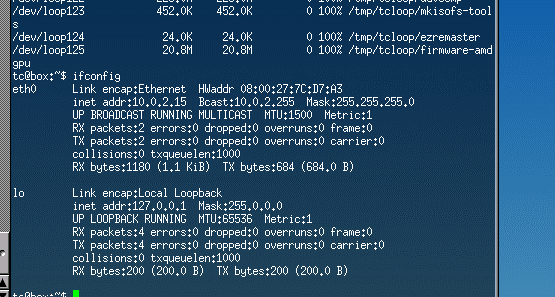 /dev/loop123 452.0K 452.0K 0 100% /tmp/tcloop/mkisofs-tool
s
/dev/loop124 24.0K 24.0K 0 100% /tmp/tcloop/ezremaster
/dev/loop125 20.8M 20.8M 0 100% /tmp/tcloop/firmware-amd
gpu
tc@box:~$ ifconfig
eth0 Link encap:Ethernet HWaddr 08:00:27:7C:D7:A3
inet addr:10.0.2.15 Bcast:10.0.2.255 Mask:255.255.255.0
UP BROADCAST RUNNING MULTICAST MTU:1500 Metric:1
RX packets:2 errors:0 dropped:0 overruns:0 frame:0
TX packets:2 errors:0 dropped:0 overruns:0 carrier:0
collisions:0 txqueuelen:1000
RX bytes:1180 (1.1 KiB) TX bytes:684 (684.0 B)
lo Link encap:Local Loopback
inet addr:127.0.0.1 Mask:255.0.0.0
UP LOOPBACK RUNNING MTU:65536 Metric:1
RX packets:4 errors:0 dropped:0 overruns:0 frame:0
TX packets:4 errors:0 dropped:0 overruns:0 carrier:0
collisions:0 txqueuelen:1000
RX bytes:200 (200.0 B) TX bytes:200 (200.0 B)
tc@box:~$